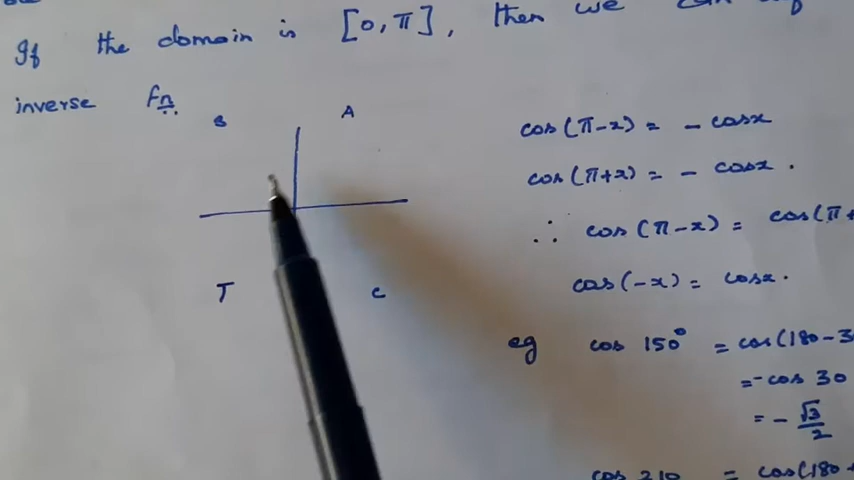 If the domain is [0, π], then we can
inverse fn.
S A
T C
cos(π-x) = - cosx
cos(π+x) = - cosx.
∴ cos(π-x) = cos(π+
cos(-x) = cosx.
eg cos 150° = cos(180-3
= -cos 30
= - √3/2
cos 210 = cos(180+